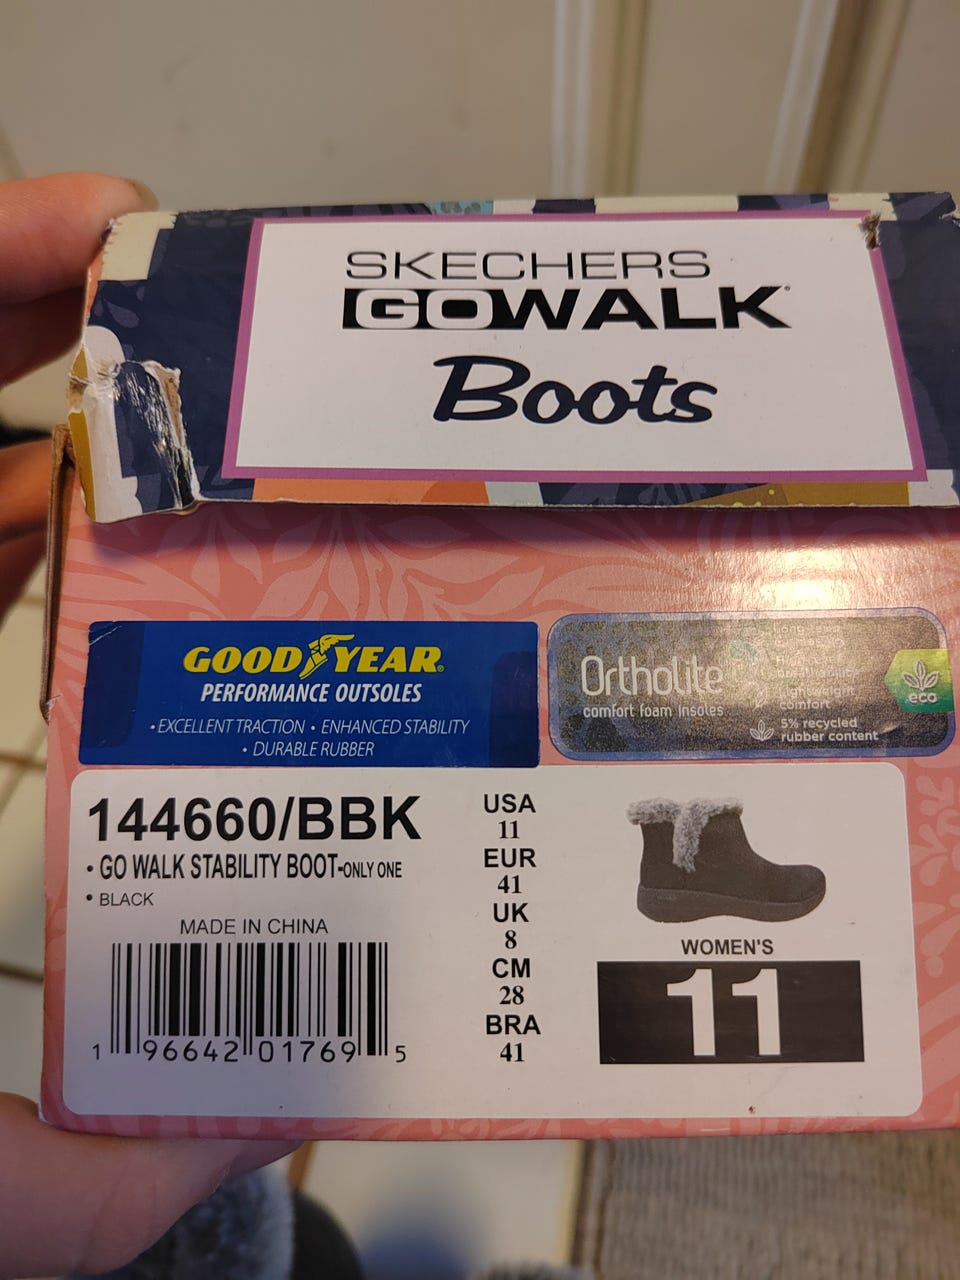 SKECHERS
GOWALK
Boots
GOOD YEAR
PERFORMANCE OUTSOLES
• EXCELLENT TRACTION • ENHANCED STABILITY
• DURABLE RUBBER
Ortholite
comfort foam insoles
lightweight
comfort
5% recycled
rubber content
eco
144660/BBK
• GO WALK STABILITY BOOT-ONLY ONE
• BLACK
MADE IN CHINA
1 96642 01769 5
USA
11
EUR
41
UK
8
CM
28
BRA
41
WOMEN'S
11